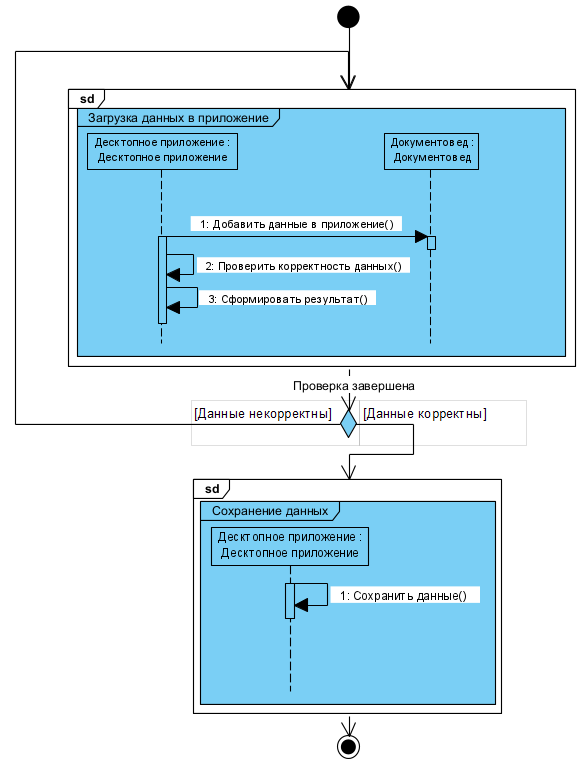 sd
Загрузка данных в приложение
Десктопное приложение :
Десктопное приложение
Документовед :
Документовед
1: Добавить данные в приложение()
2: Проверить корректность данных()
3: Сформировать результат()
Проверка завершена
[Данные некорректны]
[Данные корректны]
sd
Сохранение данных
Десктопное приложение :
Десктопное приложение
1: Сохранить данные()